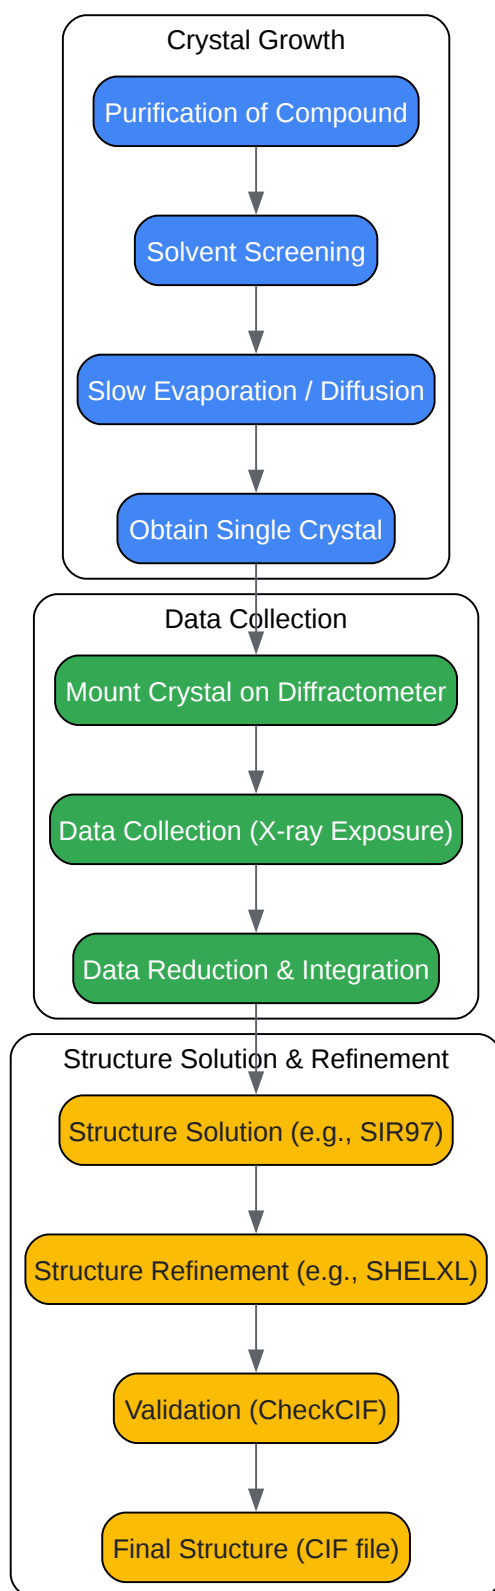 Crystal Growth
Purification of Compound
Solvent Screening
Slow Evaporation / Diffusion
Obtain Single Crystal
Data Collection
Mount Crystal on Diffractometer
Data Collection (X-ray Exposure)
Data Reduction & Integration
Structure Solution & Refinement
Structure Solution (e.g., SIR97)
Structure Refinement (e.g., SHELXL)
Validation (CheckCIF)
Final Structure (CIF file)